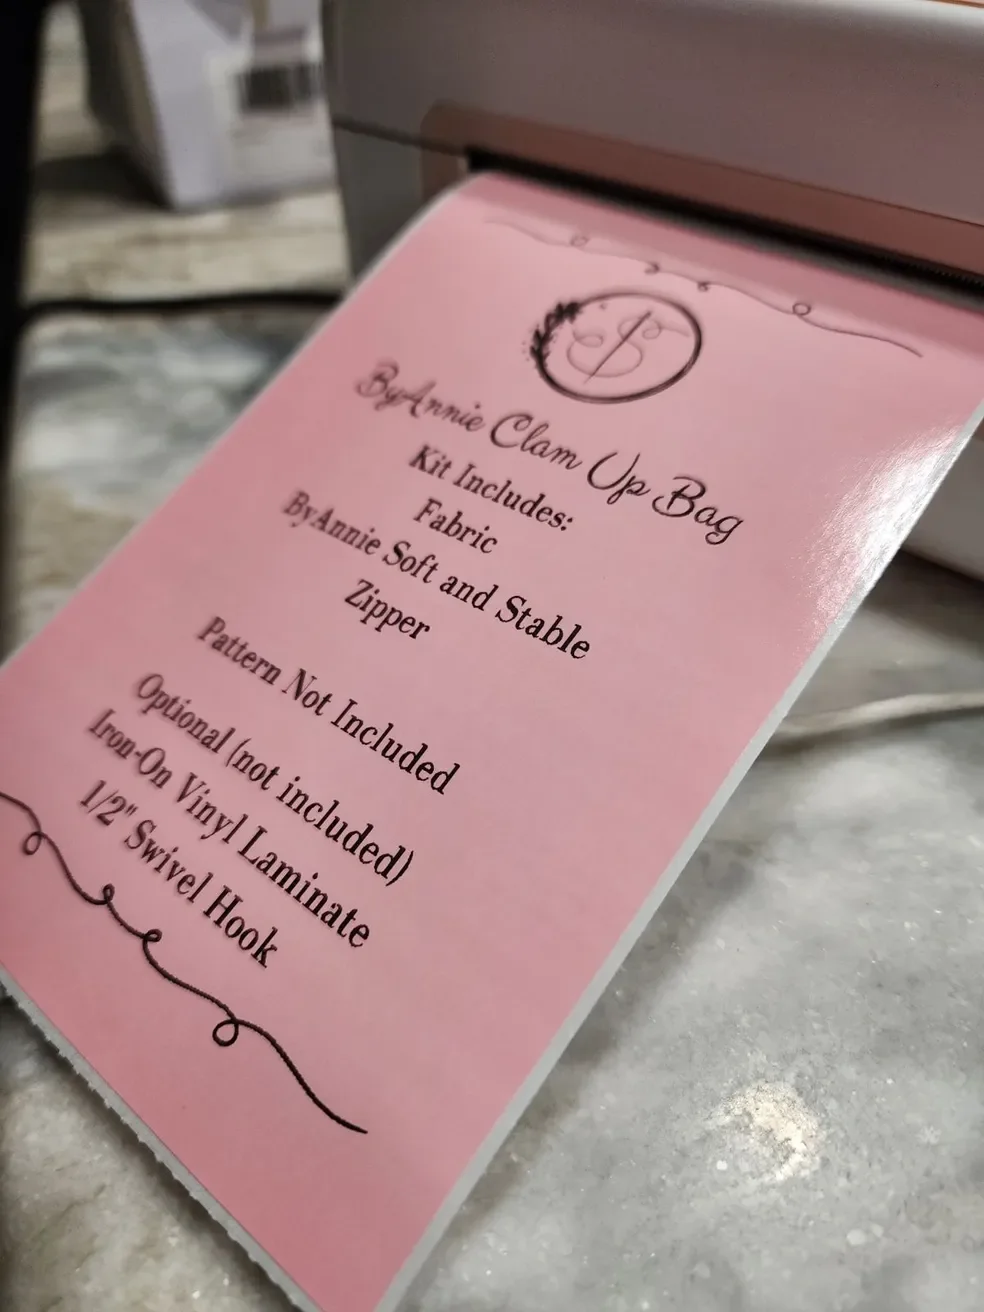 ByAnnie Clam Up Bag
Kit Includes:
Fabric
ByAnnie Soft and Stable
Zipper
Pattern Not Included
Optional (not included)
Iron-On Vinyl Laminate
1/2" Swivel Hook